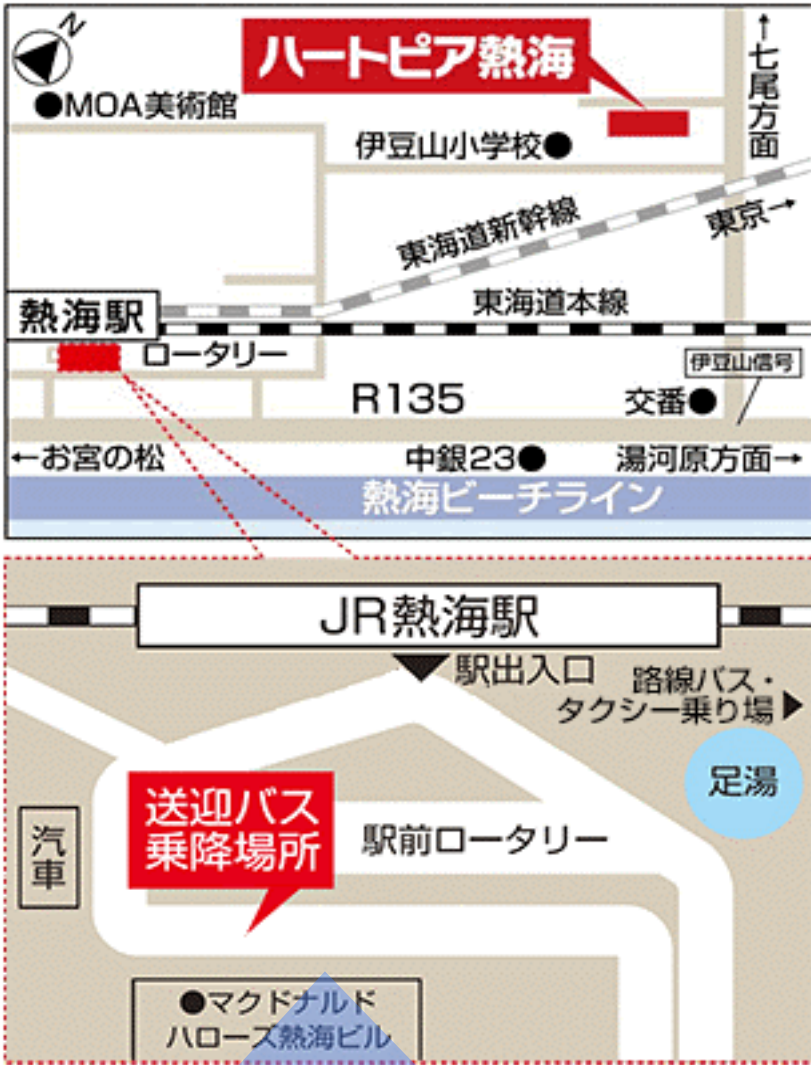 N
ハートピア熱海
●MOA美術館
↑七尾方面
伊豆山小学校●
東海道新幹線
東京→
熱海駅
東海道本線
ロータリー
伊豆山信号
R135
交番●
←お宮の松
中銀23●
湯河原方面→
熱海ビーチライン
JR熱海駅
駅出入口
路線バス・
タクシー乗り場▶
足湯
送迎バス
乗降場所
汽車
駅前ロータリー
●マクドナルド
ハローズ熱海ビル